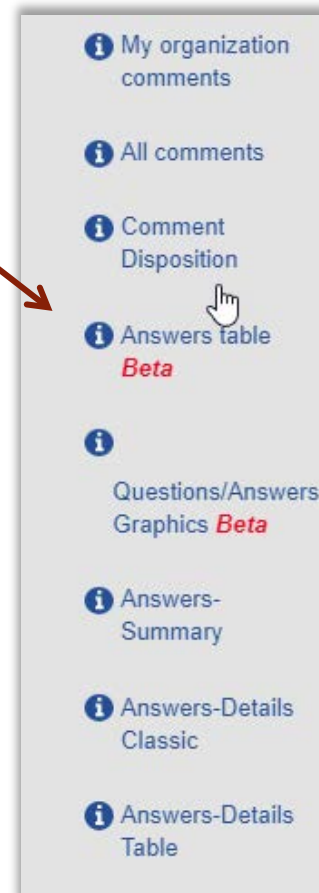 My organization
comments
All comments
Comment
Disposition
Answers table
Beta
Questions/Answers
Graphics Beta
Answers-
Summary
Answers-Details
Classic
Answers-Details
Table